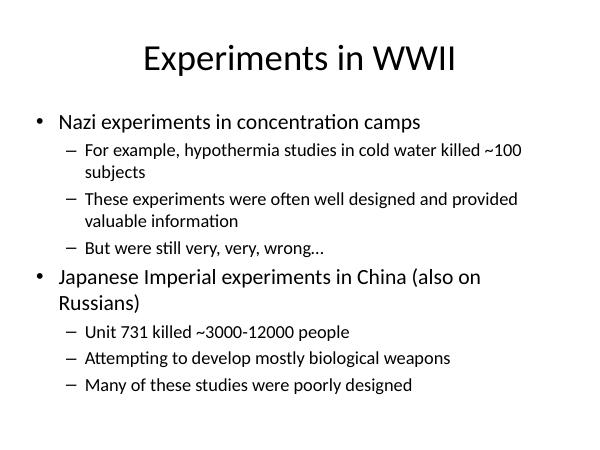 Experiments in WWII
• Nazi experiments in concentration camps
– For example, hypothermia studies in cold water killed ~100
subjects
– These experiments were often well designed and provided
valuable information
– But were still very, very, wrong…
• Japanese Imperial experiments in China (also on
Russians)
– Unit 731 killed ~3000-12000 people
– Attempting to develop mostly biological weapons
– Many of these studies were poorly designed